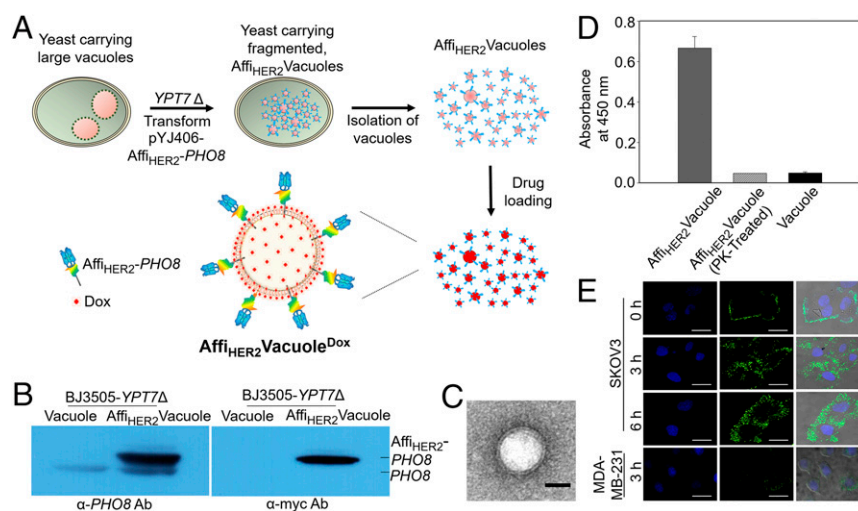 A
Yeast carrying
large vacuoles
YPT7 Δ
Transform
pYJ406-
AffiHER2-PHO8
Yeast carrying
fragmented,
AffiHER2Vacuoles
Isolation of
vacuoles
AffiHER2Vacuoles
Drug
loading
AffiHER2-PHO8
Dox
AffiHER2VacuoleDox
B
BJ3505-YPT7Δ
Vacuole AffiHER2Vacuole
BJ3505-YPT7Δ
Vacuole AffiHER2Vacuole
AffiHER2-
PHO8
PHO8
α-PHO8 Ab
α-myc Ab
C
D
Absorbance
at 450 nm
0.8
0.6
0.4
0.2
0.0
AffiHER2Vacuole
AffiHER2Vacuole
(PK-Treated)
Vacuole
E
SKOV3
0 h
3 h
6 h
MDA-
MB-231
3 h